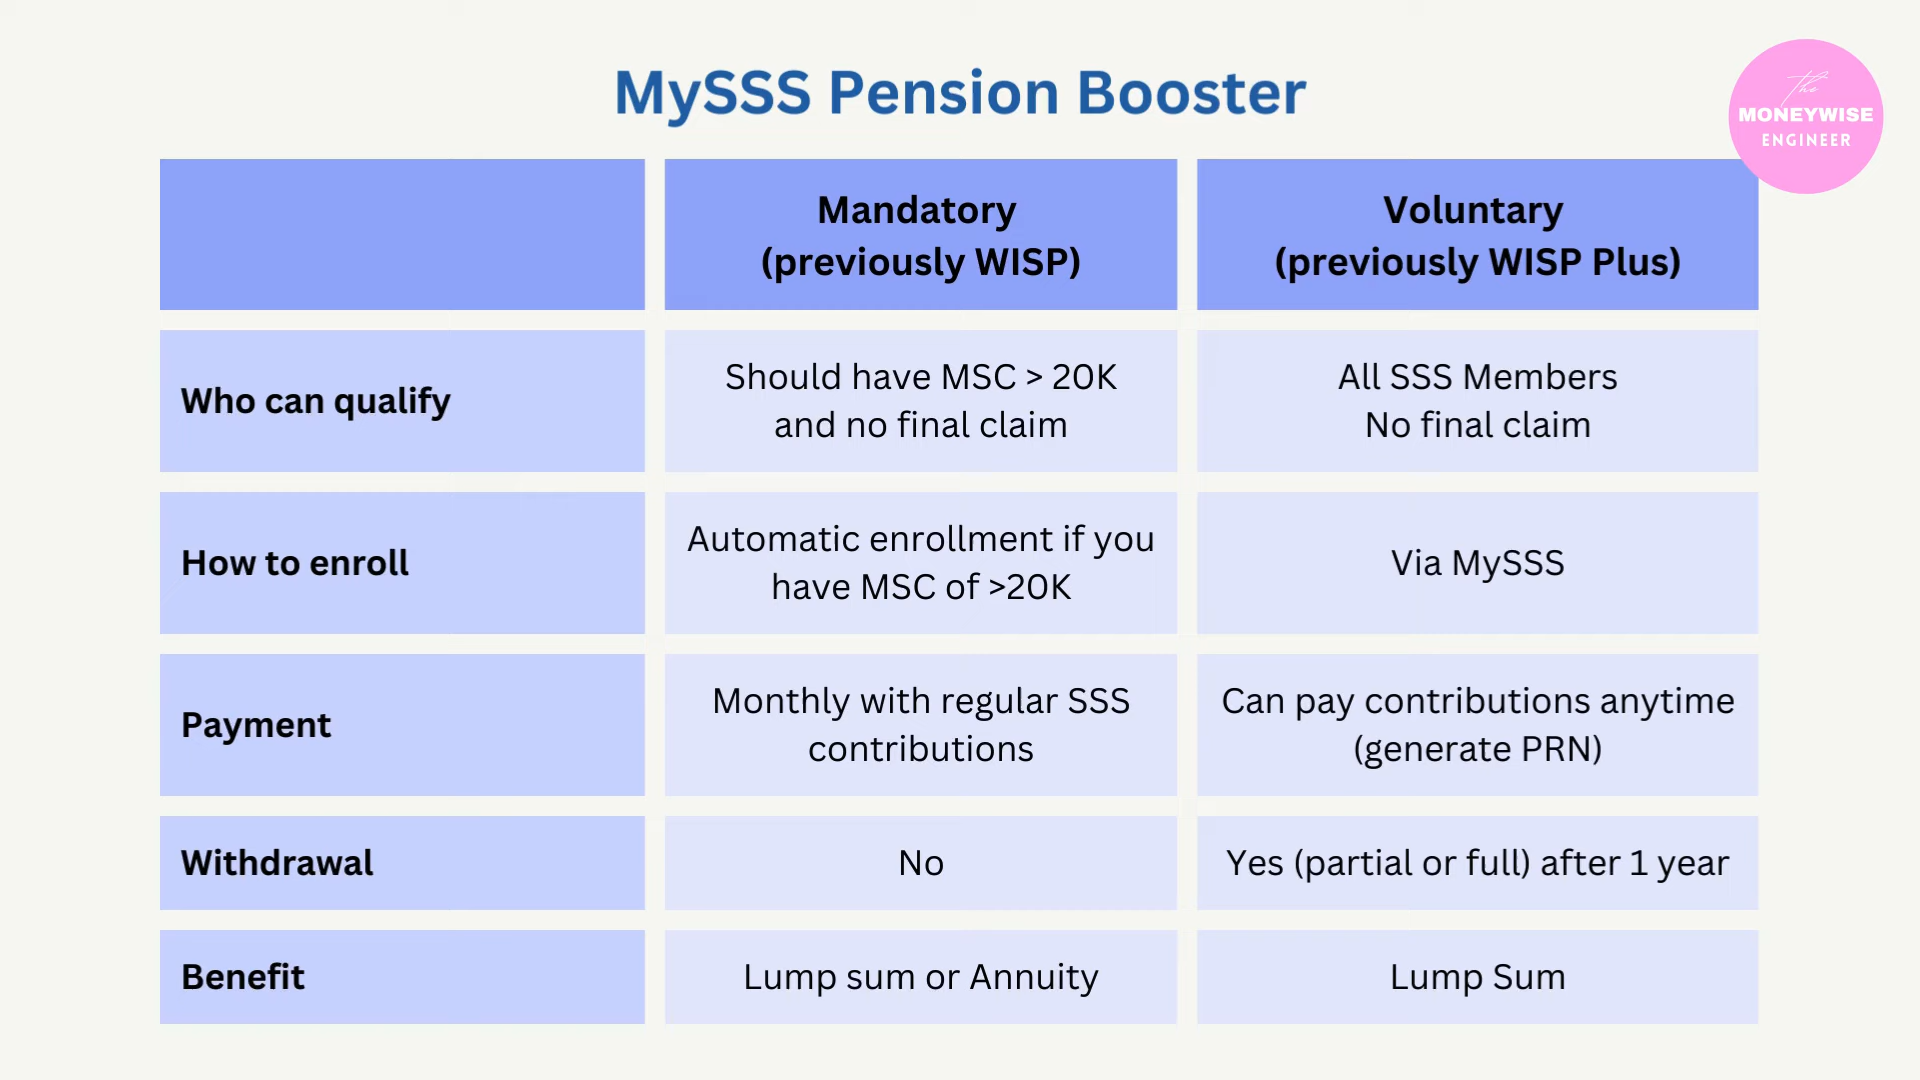 MySSS Pension Booster
the
MONEYWISE
ENGINEER
Mandatory
(previously WISP)
Voluntary
(previously WISP Plus)
Who can qualify
Should have MSC > 20K
and no final claim
All SSS Members
No final claim
How to enroll
Automatic enrollment if you
have MSC of >20K
Via MySSS
Payment
Monthly with regular SSS
contributions
Can pay contributions anytime
(generate PRN)
Withdrawal
No
Yes (partial or full) after 1 year
Benefit
Lump sum or Annuity
Lump Sum